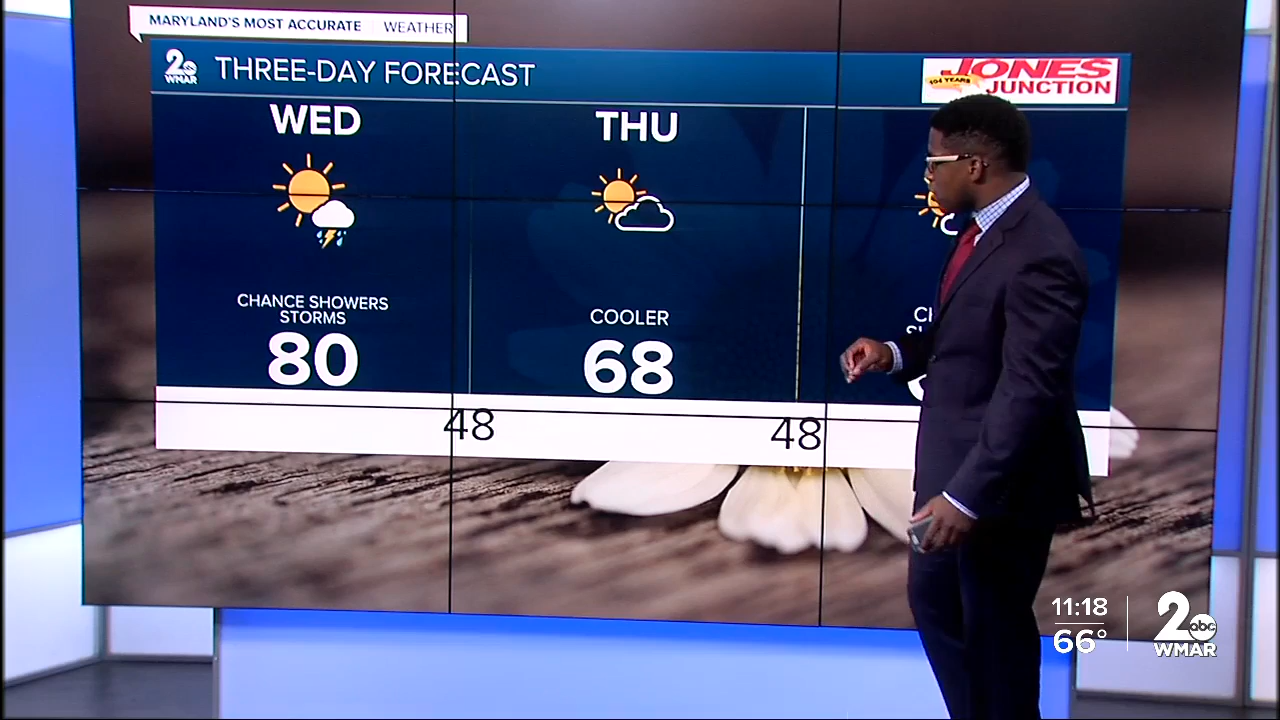 MARYLAND'S MOST ACCURATE WEATHER
2 abc WMAR
THREE-DAY FORECAST
JONES
104 YEARS
JUNCTION
WED
THU
CHANCE SHOWERS
STORMS
COOLER
80
68
48
48
11:18
66°
2 abc
WMAR